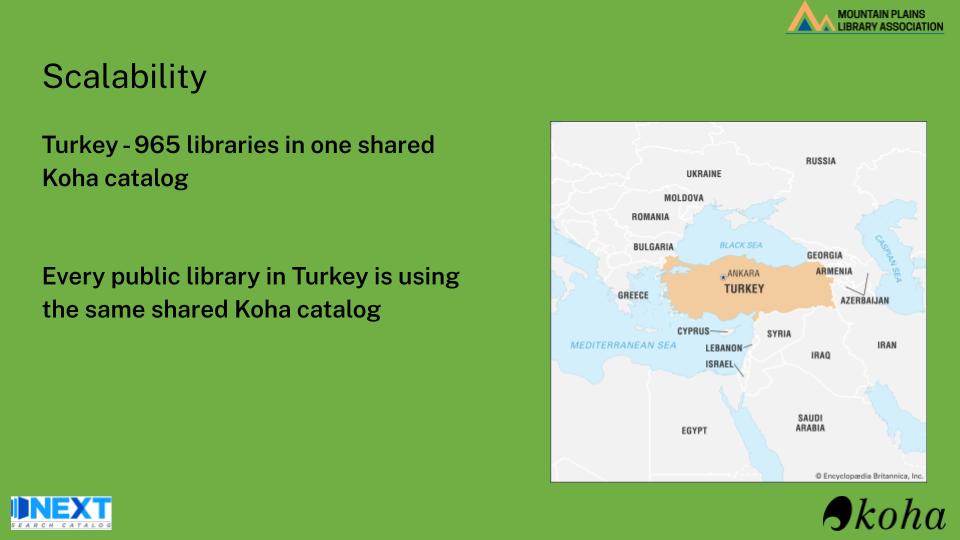 MOUNTAIN PLAINS
LIBRARY ASSOCIATION
Scalability
Turkey - 965 libraries in one shared
Koha catalog
Every public library in Turkey is using
the same shared Koha catalog
RUSSIA
UKRAINE
MOLDOVA
ROMANIA
BULGARIA
BLACK SEA
CASPIAN SEA
GEORGIA
ARMENIA
ANKARA
TURKEY
GREECE
AZERBAIJAN
CYPRUS
SYRIA
MEDITERRANEAN SEA
LEBANON
IRAN
IRAQ
ISRAEL
EGYPT
SAUDI
ARABIA
© Encyclopædia Britannica, Inc.
NEXT
SEARCH CATALOG
koha